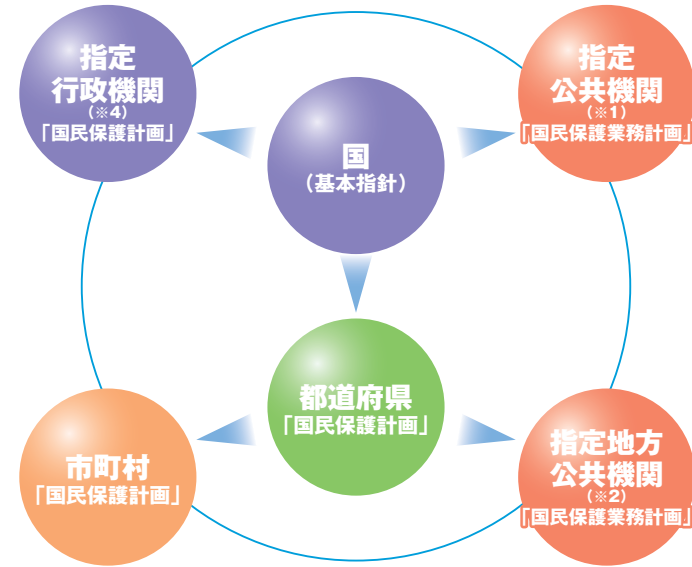 指定
行政機関
(※4)
「国民保護計画」
指定
公共機関
(※1)
「国民保護業務計画」
国
(基本指針)
都道府県
「国民保護計画」
市町村
「国民保護計画」
指定地方
公共機関
(※2)
「国民保護業務計画」